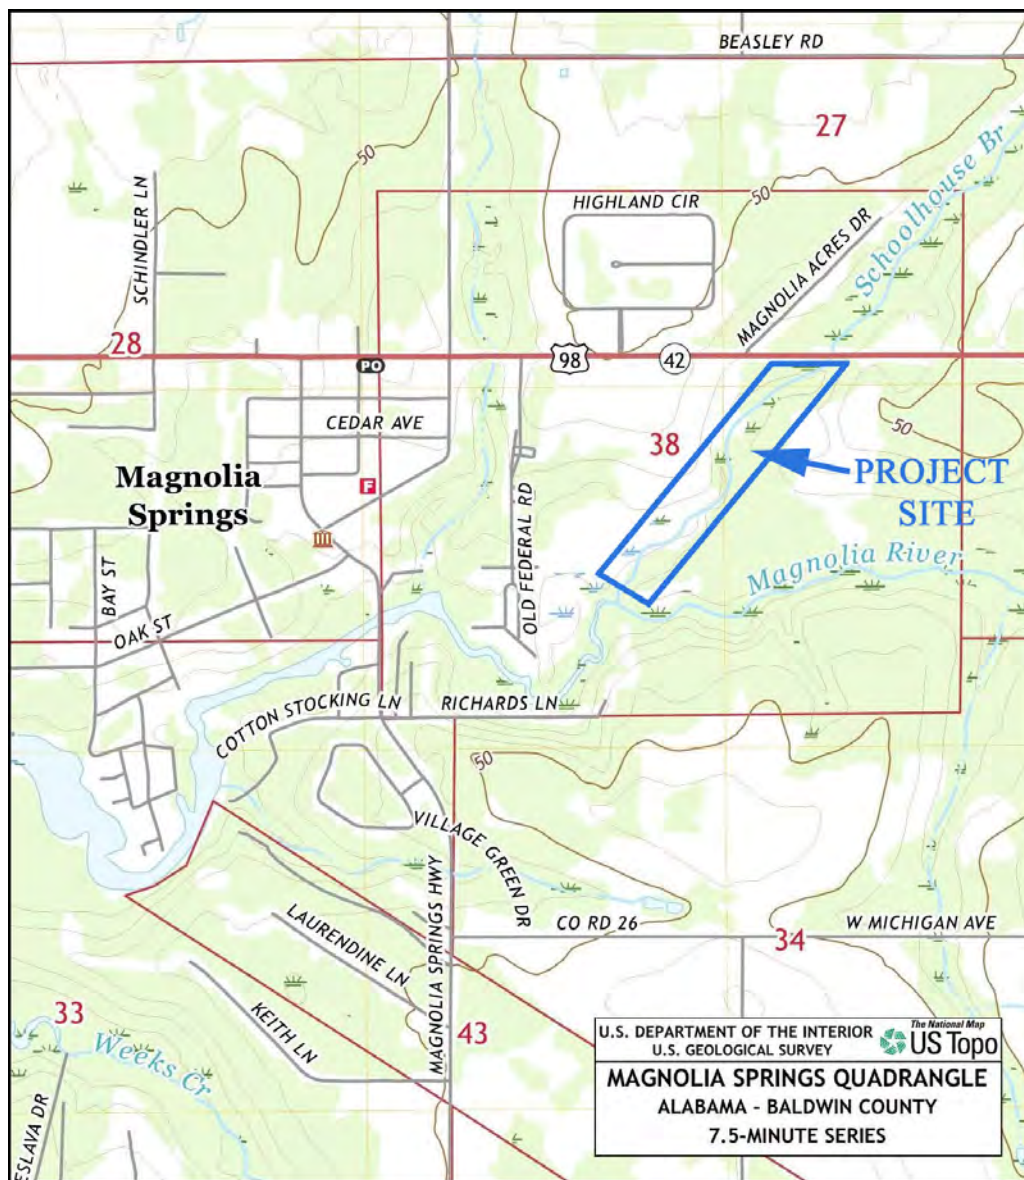 BEASLEY RD
27
50
SCHINDLER LN
HIGHLAND CIR
50
MAGNOLIA ACRES DR
Schoolhouse Br
28
98
42
PO
CEDAR AVE
38
50
Magnolia
Springs
F
OLD FEDERAL RD
PROJECT
SITE
Magnolia River
BAY ST
OAK ST
COTTON STOCKING LN
RICHARDS LN
50
VILLAGE GREEN DR
MAGNOLIA SPRINGS HWY
CO RD 26
34
W MICHIGAN AVE
LAURENDINE LN
KEITH LN
33
43
Weeks Cr
ESLAVA DR
U.S. DEPARTMENT OF THE INTERIOR
U.S. GEOLOGICAL SURVEY
The National Map
US Topo
MAGNOLIA SPRINGS QUADRANGLE
ALABAMA - BALDWIN COUNTY
7.5-MINUTE SERIES